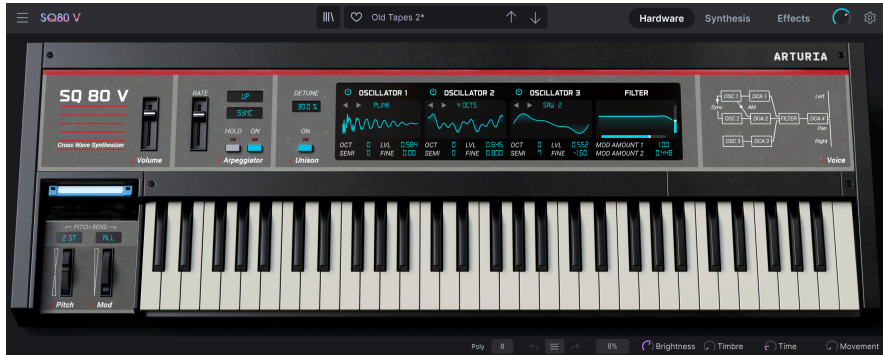 SQ80 V
Old Tapes 2*
Hardware
Synthesis
Effects
ARTURIA
SQ 80 V
Cross Wave Synthesizer
Volume
RATE
UP
SYNC
HOLD ON
Arpeggiator
DETUNE
30.0 %
ON
Unison
OSCILLATOR 1
PLINK
OCT 0 LVL 0.584
SEMI 0 FINE 0.00
OSCILLATOR 2
4 OCTS
OCT 0 LVL 0.645
SEMI 0 FINE 0.800
OSCILLATOR 3
SAW 2
OCT 0 LVL 0.552
SEMI 7 FINE -1.60
FILTER
MOD AMOUNT 1 1.00
MOD AMOUNT 2 0.448
OSC 1 DCA 1 Left
Sync AM
OSC 2 DCA 2 FILTER DCA 4
Pan
OSC 3 DCA 3 Right
Voice
PITCH BEND
2 ST ALL
Pitch Mod
Poly 8
8%
Brightness
Timbre
Time
Movement